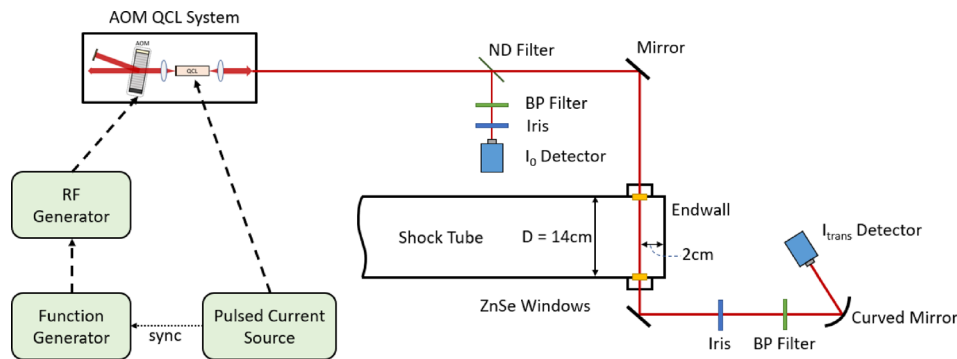 AOM QCL System
AOM
QCL
ND Filter
Mirror
BP Filter
Iris
I0 Detector
RF
Generator
Shock Tube
D = 14cm
Endwall
2cm
Itrans Detector
Function
Generator
sync
Pulsed Current
Source
ZnSe Windows
Iris
BP Filter
Curved Mirror